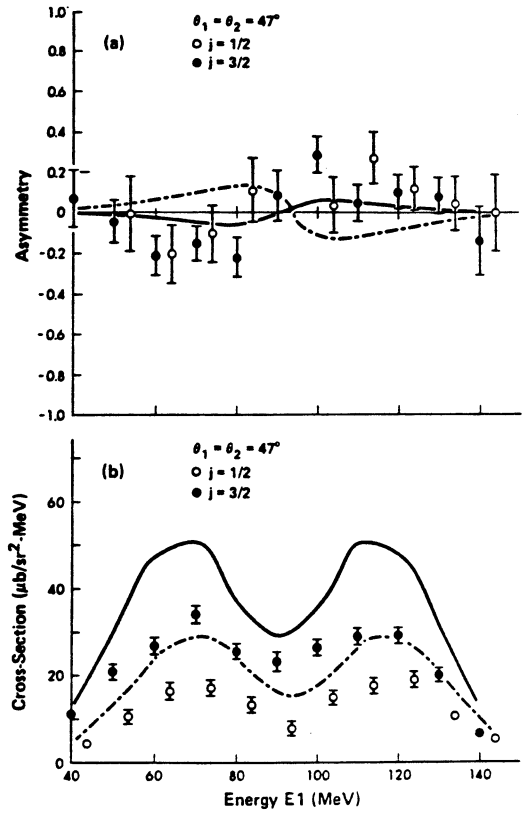 1.0
θ₁ = θ₂ = 47°
(a)
○ j = 1/2
0.8
● j = 3/2
0.6
0.4
0.2
Asymmetry
0
-0.2
-0.4
-0.6
-0.8
-1.0
θ₁ = θ₂ = 47°
(b)
○ j = 1/2
● j = 3/2
60
Cross-Section (μb/sr²-MeV)
40
20
0
40 60 80 100 120 140
Energy E1 (MeV)